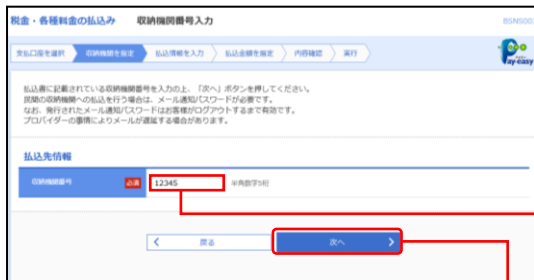 税金・各種料金の払込み　収納機関番号入力
BSNS003
支払口座を選択　収納機関を指定　払込情報を入力　払込金額を指定　内容確認　実行
Pay-easy
払込書に記載されている収納機関番号を入力の上、「次へ」ボタンを押してください。
民間の収納機関への払込を行う場合は、メール通知パスワードが必要です。
なお、発行されたメール通知パスワードはお客様がログアウトするまで有効です。
プロバイダーの事情によりメールが遅延する場合があります。
払込先情報
収納機関番号　必須　12345　半角数字5桁
戻る　次へ